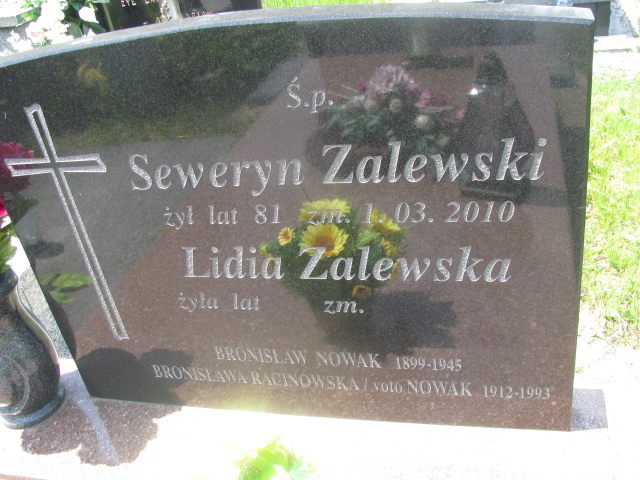 Ś.p.
Seweryn Zalewski
żył lat 81 zm. 1. 03. 2010
Lidia Zalewska
żyła lat zm.
BRONISŁAW NOWAK 1899-1945
BRONISŁAWA RACINOWSKA / voto NOWAK 1912-1993